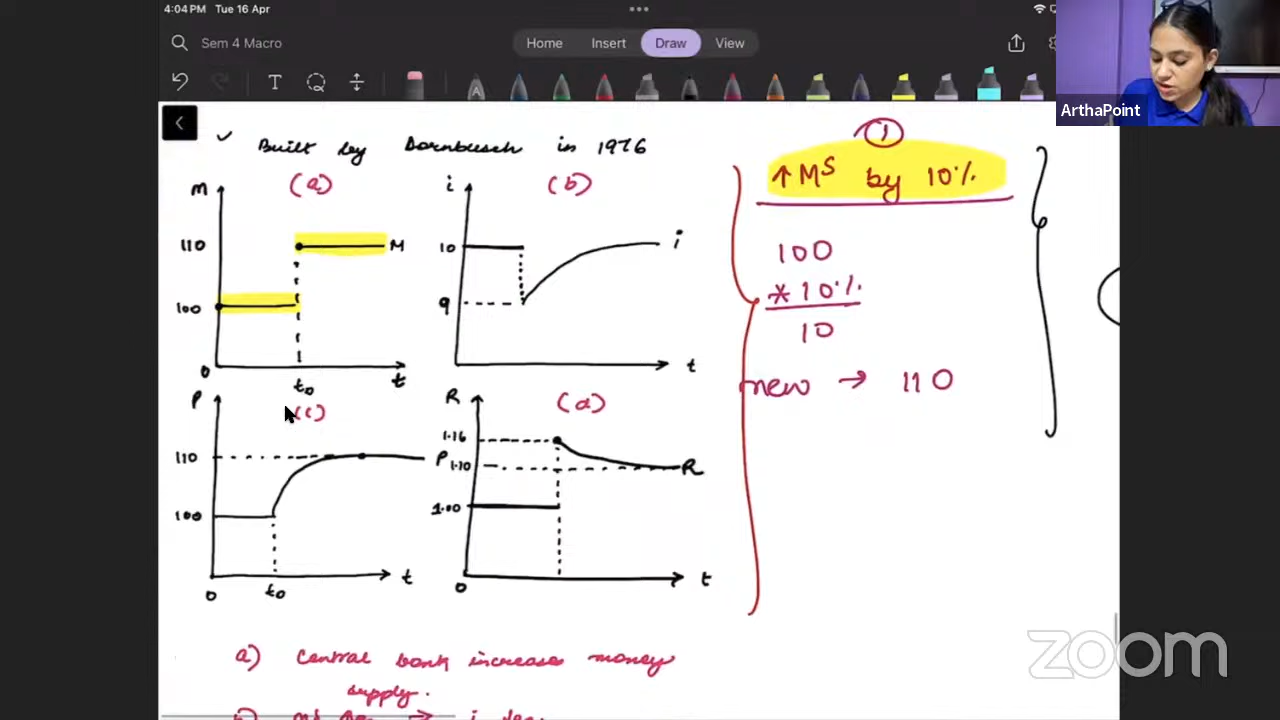 4:04 PM Tue 16 Apr
Sem 4 Macro
Home Insert Draw View
T
A
ArthaPoint
✓ Built by Dornbusch in 1976
①
↑ Mˢ by 10%
M (a)
110 M
100
0 t₀ t
i (b)
10 i
9
t
100
* 10%
10
new → 110
P (c)
110 P
100
0 t₀ t
R (d)
1.16
1.10 R
1.00
0 t
a) Central bank increases money
supply.
b)
zoom